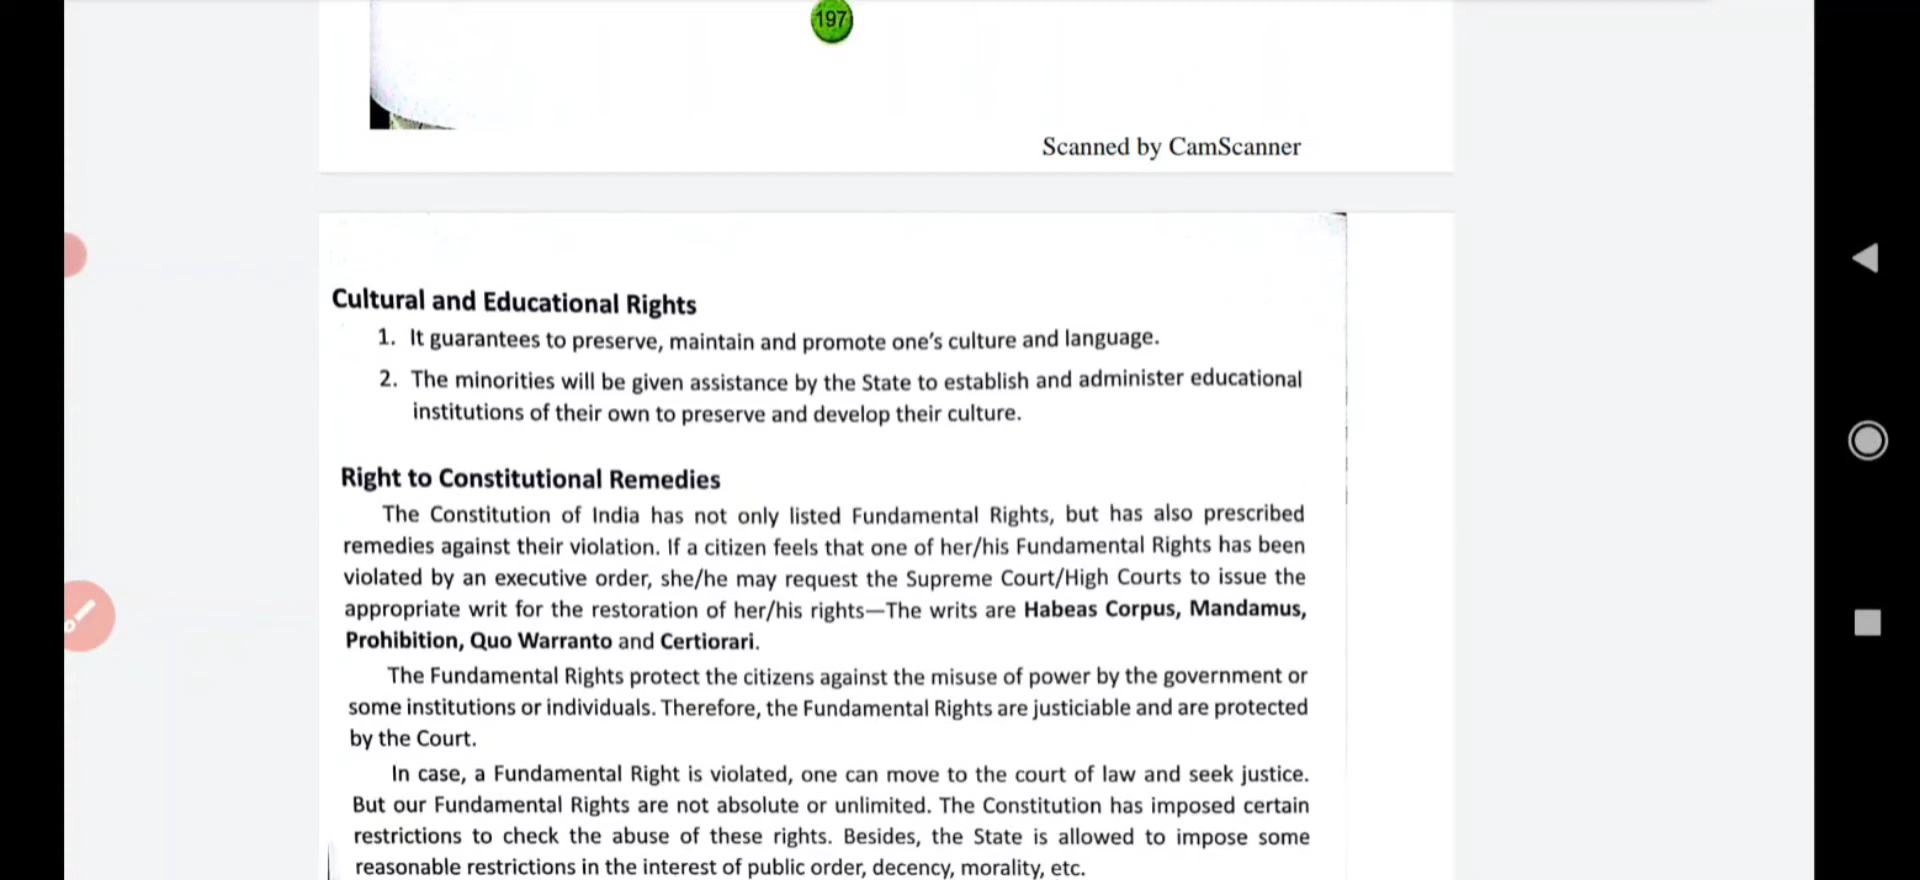 197
Scanned by CamScanner
Cultural and Educational Rights
1. It guarantees to preserve, maintain and promote one's culture and language.
2. The minorities will be given assistance by the State to establish and administer educational
institutions of their own to preserve and develop their culture.
Right to Constitutional Remedies
The Constitution of India has not only listed Fundamental Rights, but has also prescribed
remedies against their violation. If a citizen feels that one of her/his Fundamental Rights has been
violated by an executive order, she/he may request the Supreme Court/High Courts to issue the
appropriate writ for the restoration of her/his rights—The writs are Habeas Corpus, Mandamus,
Prohibition, Quo Warranto and Certiorari.
The Fundamental Rights protect the citizens against the misuse of power by the government or
some institutions or individuals. Therefore, the Fundamental Rights are justiciable and are protected
by the Court.
In case, a Fundamental Right is violated, one can move to the court of law and seek justice.
But our Fundamental Rights are not absolute or unlimited. The Constitution has imposed certain
restrictions to check the abuse of these rights. Besides, the State is allowed to impose some
reasonable restrictions in the interest of public order, decency, morality, etc.